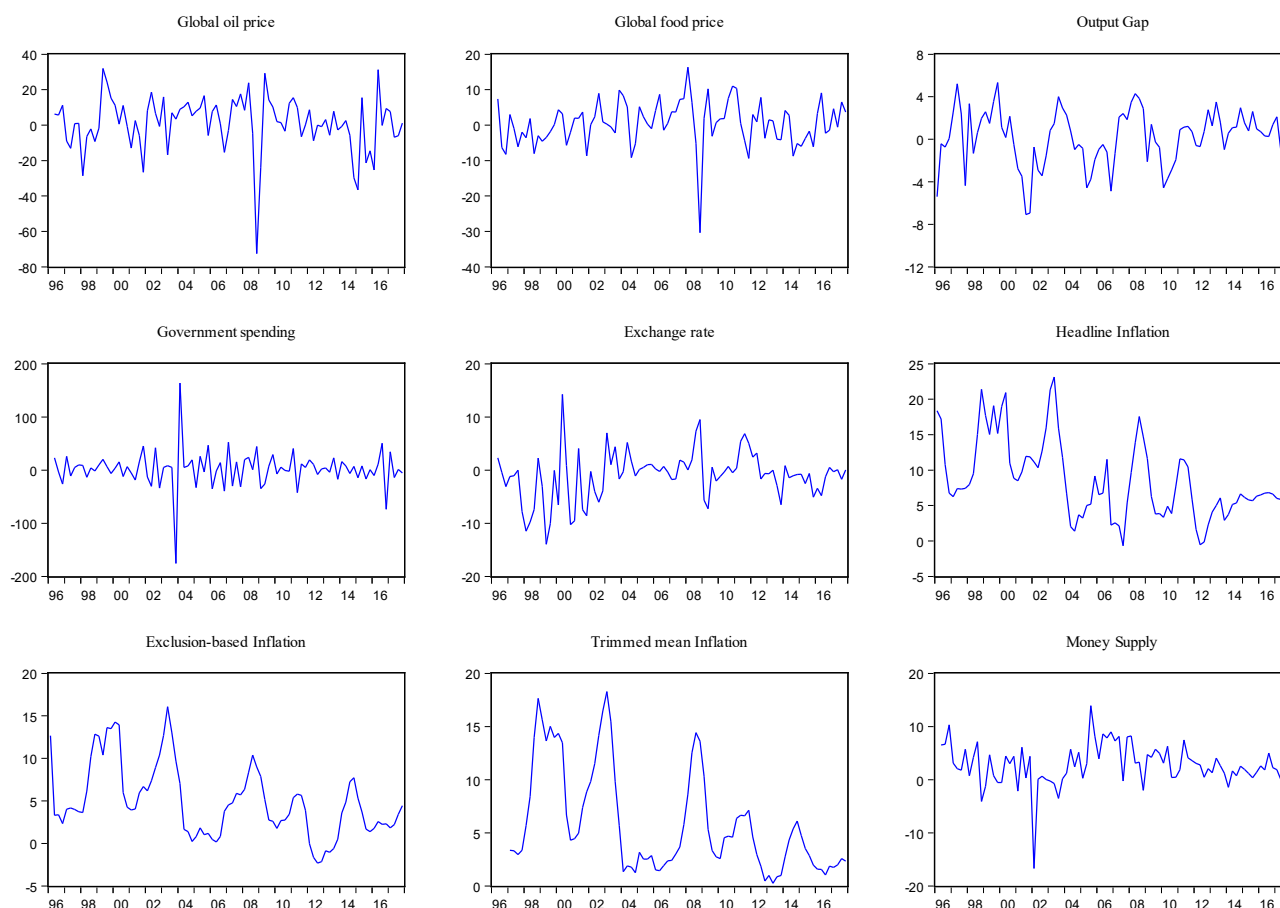 Global oil price
Global food price
Output Gap
40
20
0
-20
-40
-60
-80
96 98 00 02 04 06 08 10 12 14 16
20
10
0
-10
-20
-30
-40
96 98 00 02 04 06 08 10 12 14 16
8
4
0
-4
-8
-12
96 98 00 02 04 06 08 10 12 14 16
Government spending
Exchange rate
Headline Inflation
200
100
0
-100
-200
96 98 00 02 04 06 08 10 12 14 16
20
10
0
-10
-20
96 98 00 02 04 06 08 10 12 14 16
25
20
15
10
5
0
-5
96 98 00 02 04 06 08 10 12 14 16
Exclusion-based Inflation
Trimmed mean Inflation
Money Supply
20
15
10
5
0
-5
96 98 00 02 04 06 08 10 12 14 16
20
15
10
5
0
96 98 00 02 04 06 08 10 12 14 16
20
10
0
-10
-20
96 98 00 02 04 06 08 10 12 14 16